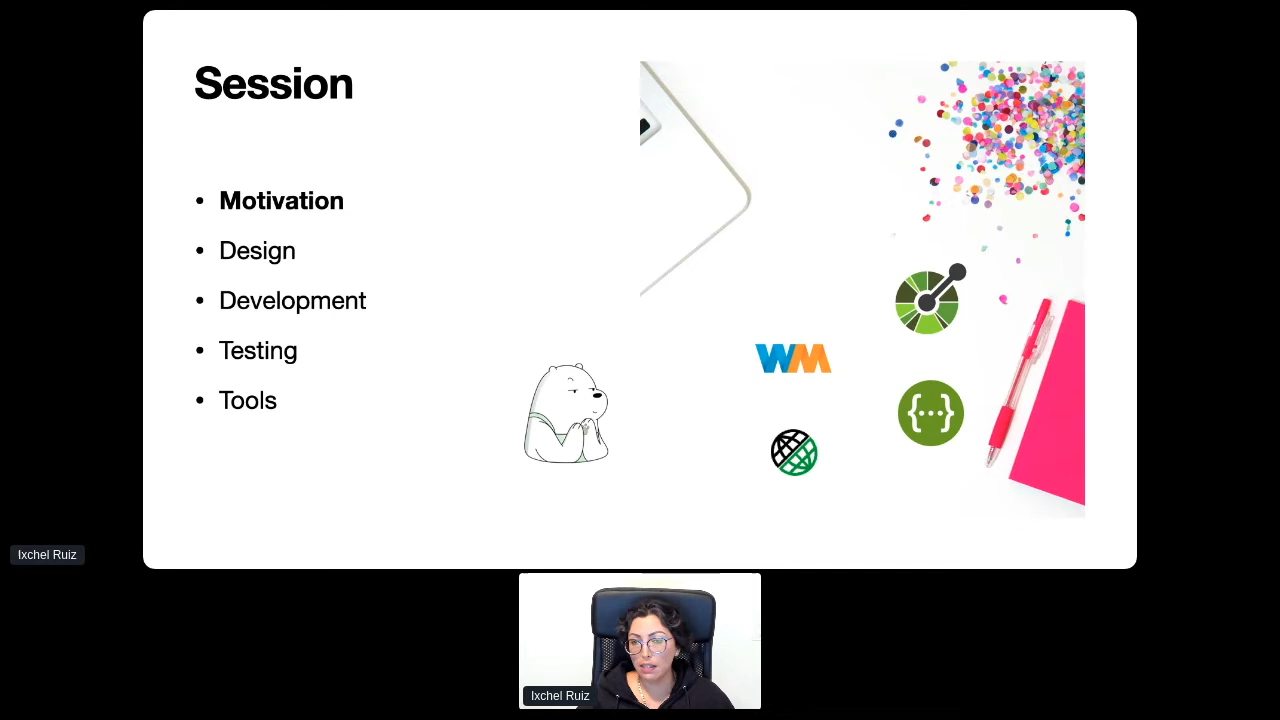 Session
• Motivation
• Design
• Development
• Testing
• Tools
WM
{...}
Ixchel Ruiz
Ixchel Ruiz